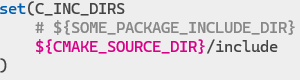 set(C_INC_DIRS
    # ${SOME_PACKAGE_INCLUDE_DIR}
    ${CMAKE_SOURCE_DIR}/include
)